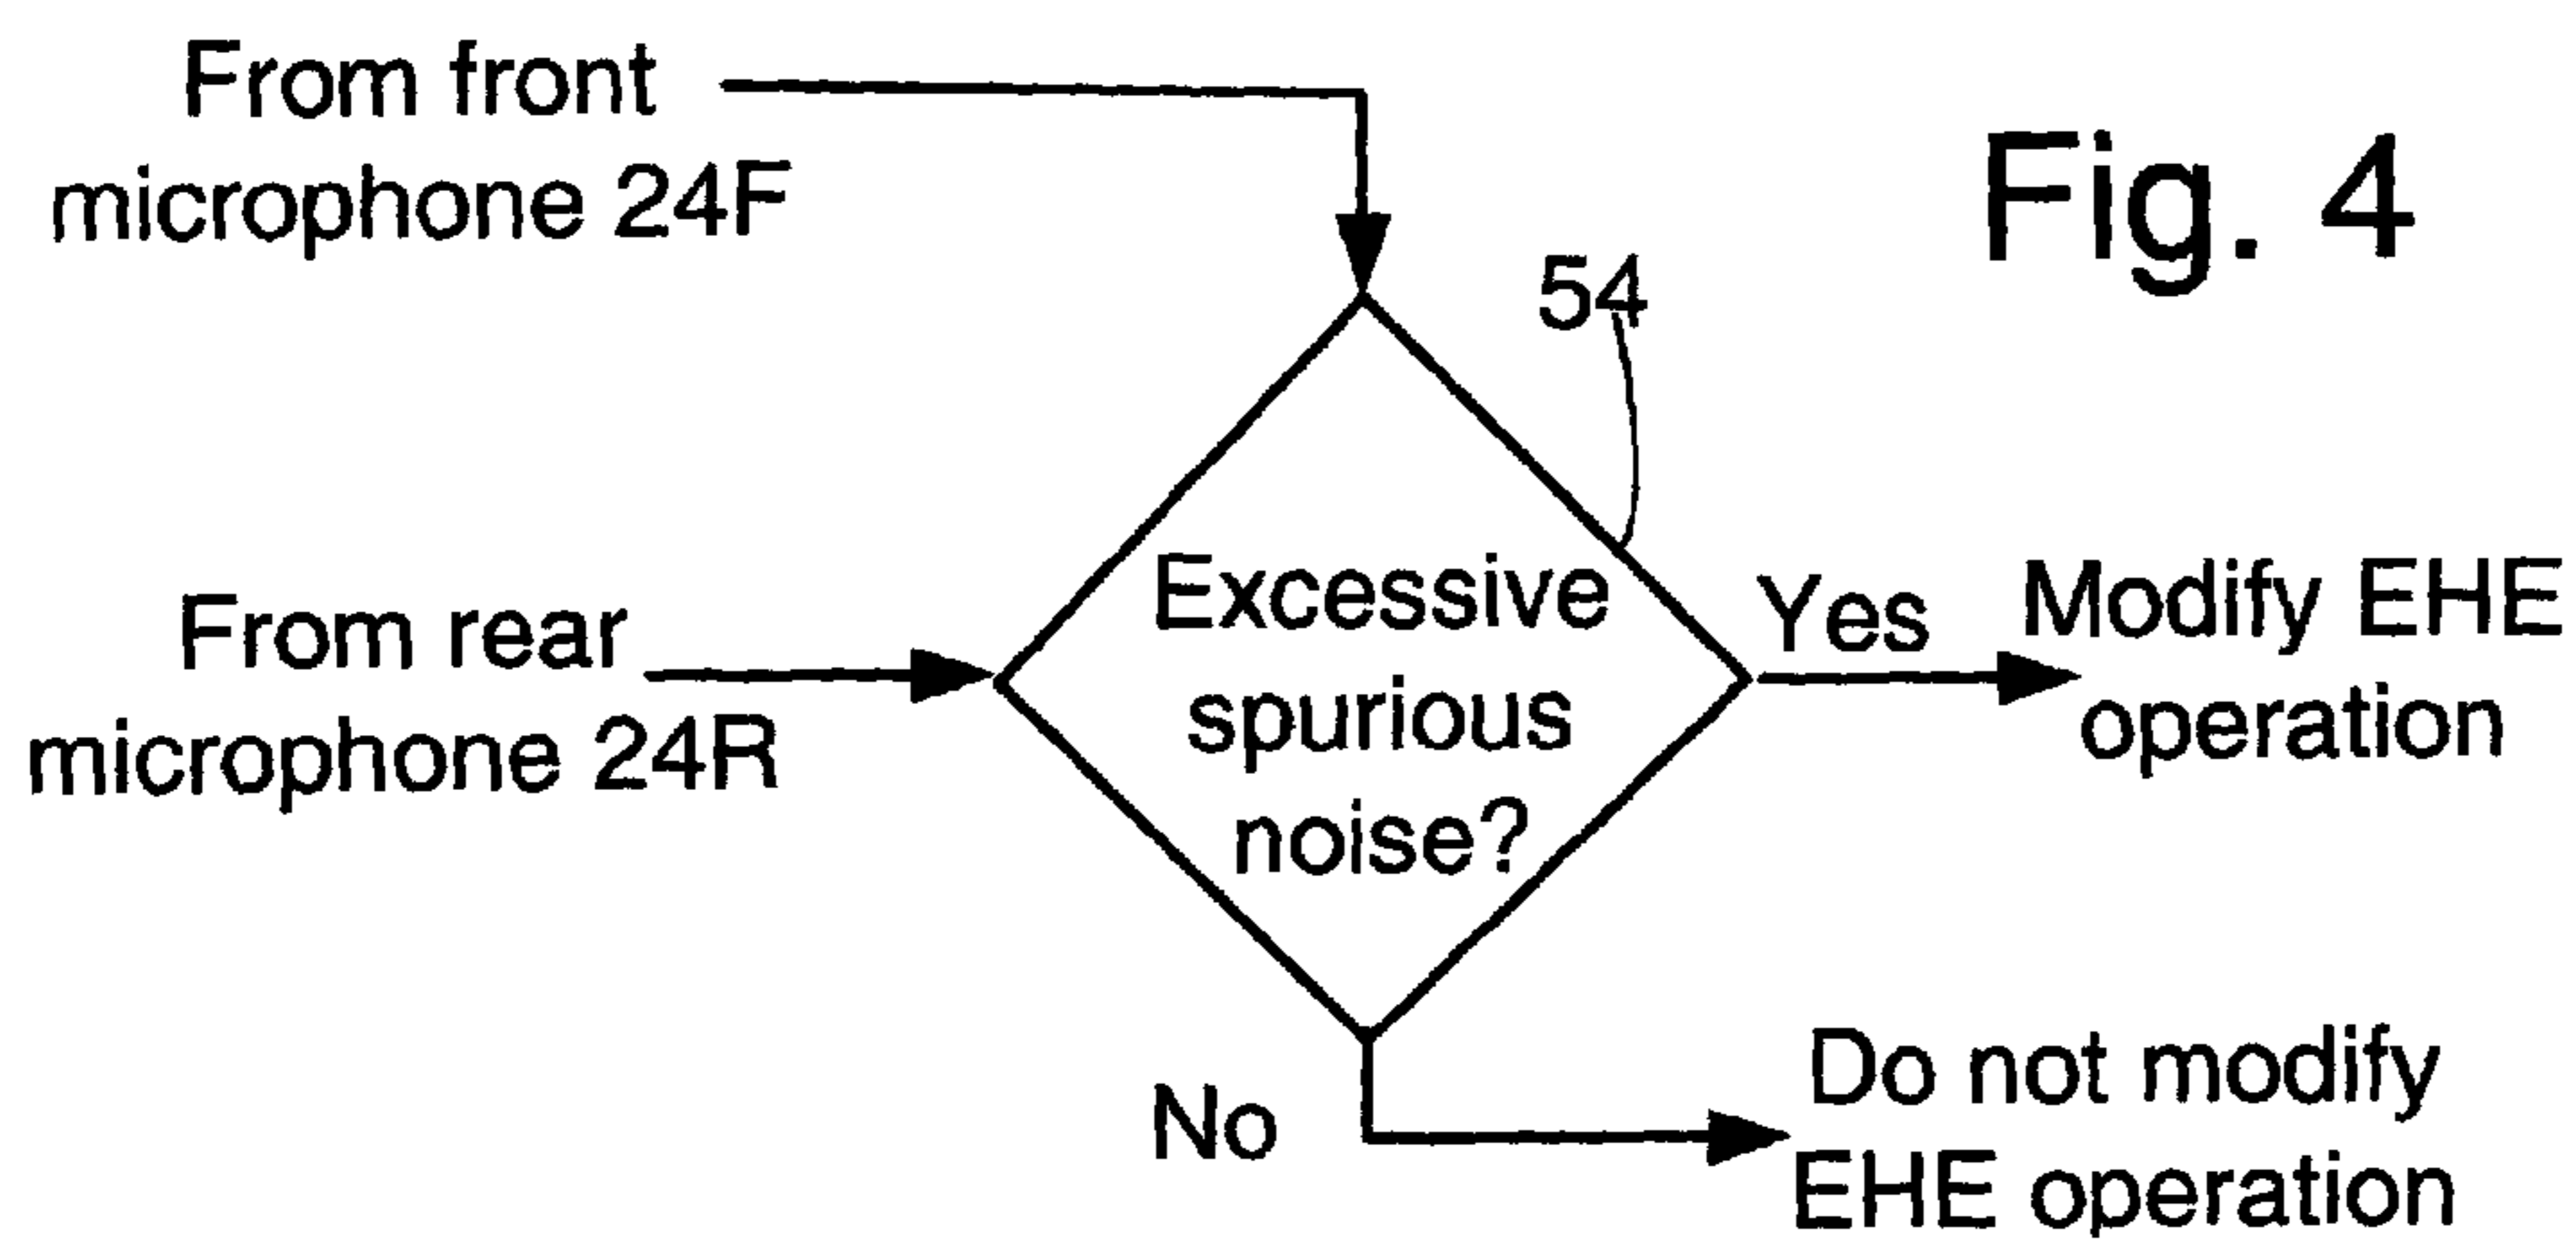 From front
microphone 24F
Fig. 4
54
From rear
microphone 24R
Excessive
spurious
noise?
Yes
Modify EHE
operation
No
Do not modify
EHE operation